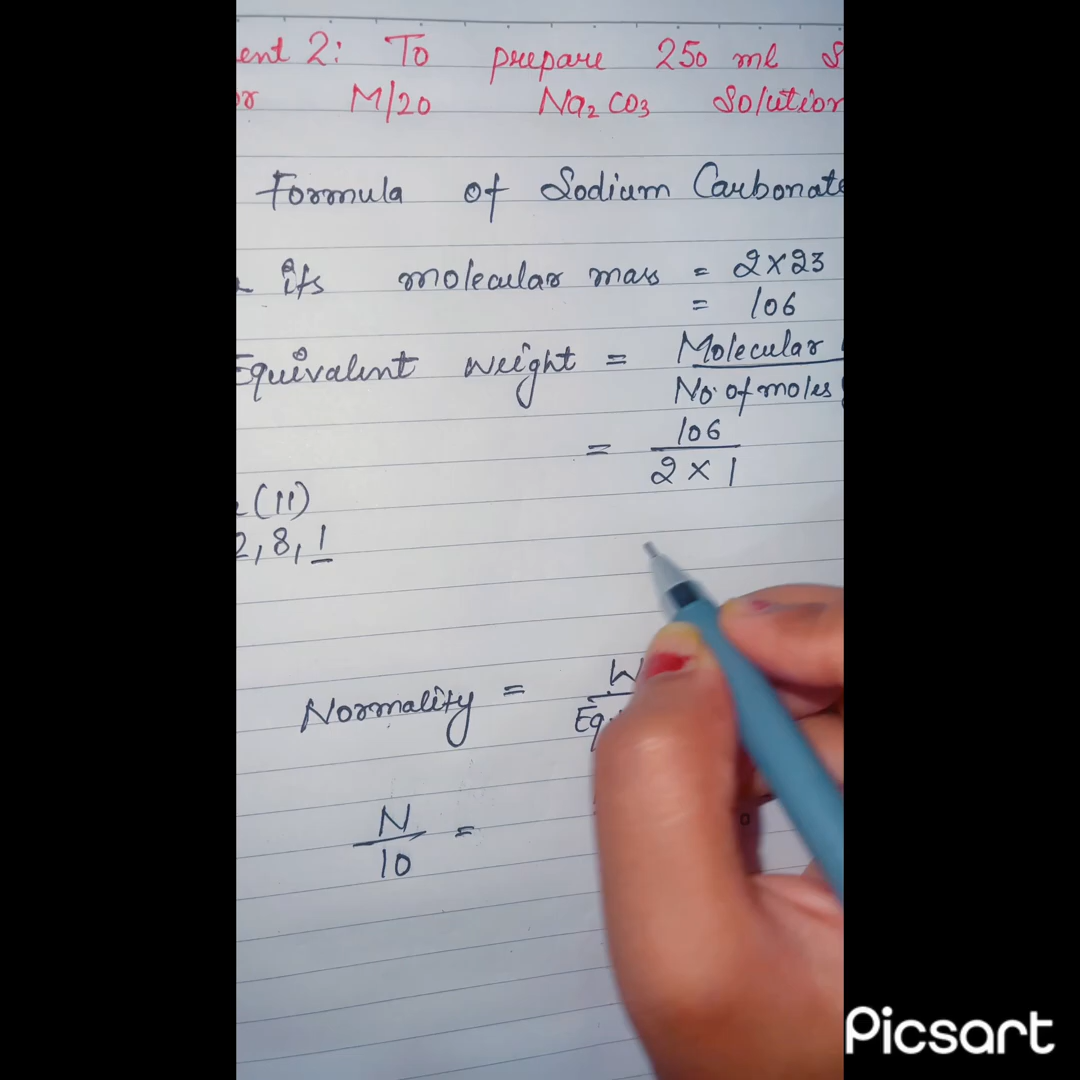 ent 2: To prepare 250 ml S
or M/20 Na₂CO₃ Solution
Formula of Sodium Carbonate
its molecular mass = 2×23
= 106
Equivalent Weight = Molecular
No. of moles
= 106
2 × 1
(11)
2, 8, 1
Normality = W
Eq
N
10 =
Picsart